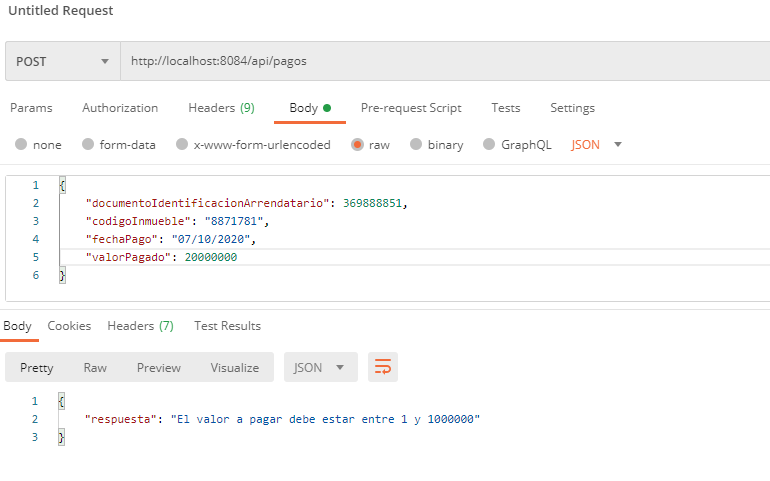 Untitled Request
POST http://localhost:8084/api/pagos
Params Authorization Headers (9) Body Pre-request Script Tests Settings
none form-data x-www-form-urlencoded raw binary GraphQL JSON
1 {
2 "documentoIdentificacionArrendatario": 369888851,
3 "codigoInmueble": "8871781",
4 "fechaPago": "07/10/2020",
5 "valorPagado": 20000000
6 }
Body Cookies Headers (7) Test Results
Pretty Raw Preview Visualize JSON
1 {
2 "respuesta": "El valor a pagar debe estar entre 1 y 1000000"
3 }